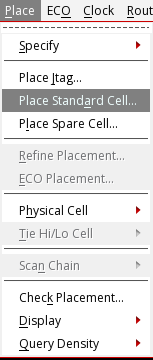 Place ECO Clock Rout
Specify
Place Jtag...
Place Standard Cell...
Place Spare Cell...
Refine Placement...
ECO Placement...
Physical Cell
Tie Hi/Lo Cell
Scan Chain
Check Placement...
Display
Query Density